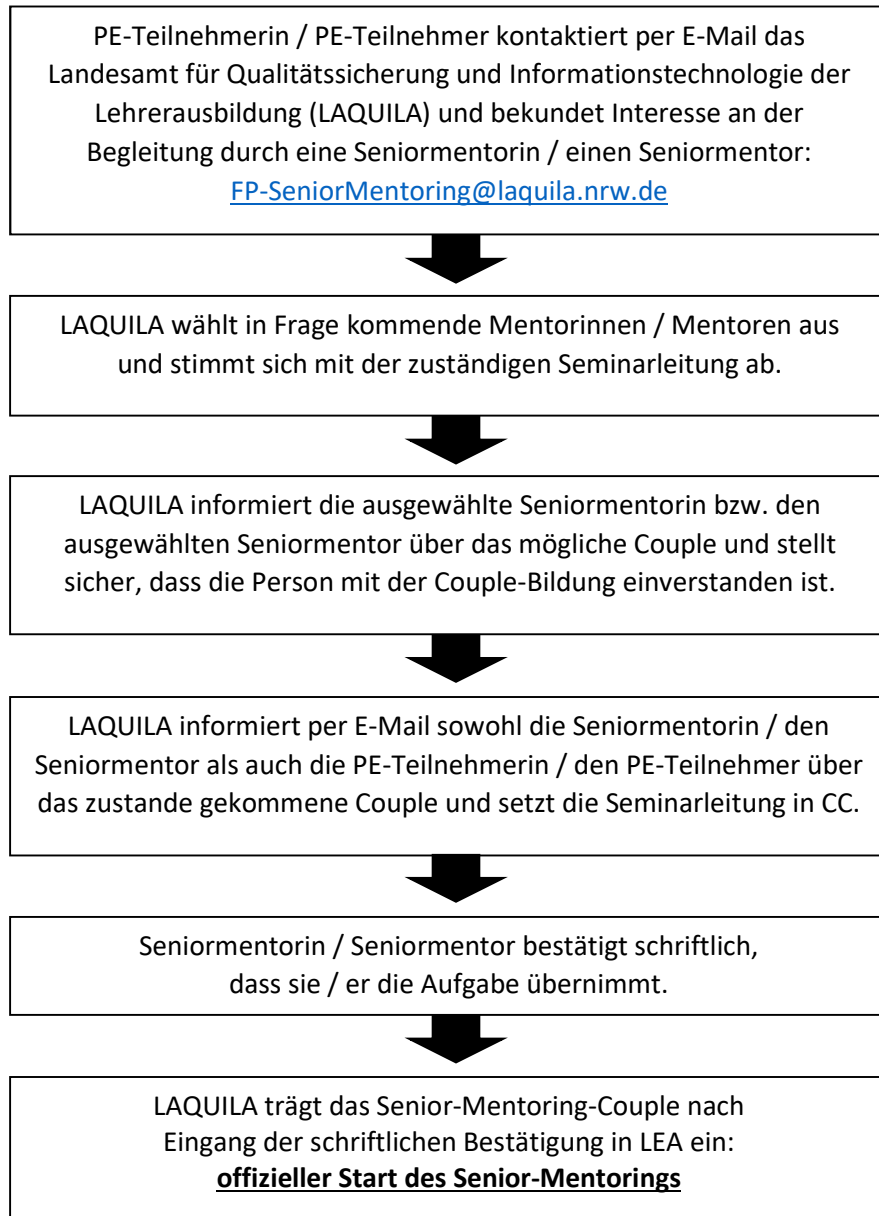 PE-Teilnehmerin / PE-Teilnehmer kontaktiert per E-Mail das
Landesamt für Qualitätssicherung und Informationstechnologie der
Lehrerausbildung (LAQUILA) und bekundet Interesse an der
Begleitung durch eine Seniormentorin / einen Seniormentor:
FP-SeniorMentoring@laquila.nrw.de
LAQUILA wählt in Frage kommende Mentorinnen / Mentoren aus
und stimmt sich mit der zuständigen Seminarleitung ab.
LAQUILA informiert die ausgewählte Seniormentorin bzw. den
ausgewählten Seniormentor über das mögliche Couple und stellt
sicher, dass die Person mit der Couple-Bildung einverstanden ist.
LAQUILA informiert per E-Mail sowohl die Seniormentorin / den
Seniormentor als auch die PE-Teilnehmerin / den PE-Teilnehmer über
das zustande gekommene Couple und setzt die Seminarleitung in CC.
Seniormentorin / Seniormentor bestätigt schriftlich,
dass sie / er die Aufgabe übernimmt.
LAQUILA trägt das Senior-Mentoring-Couple nach
Eingang der schriftlichen Bestätigung in LEA ein:
offizieller Start des Senior-Mentorings